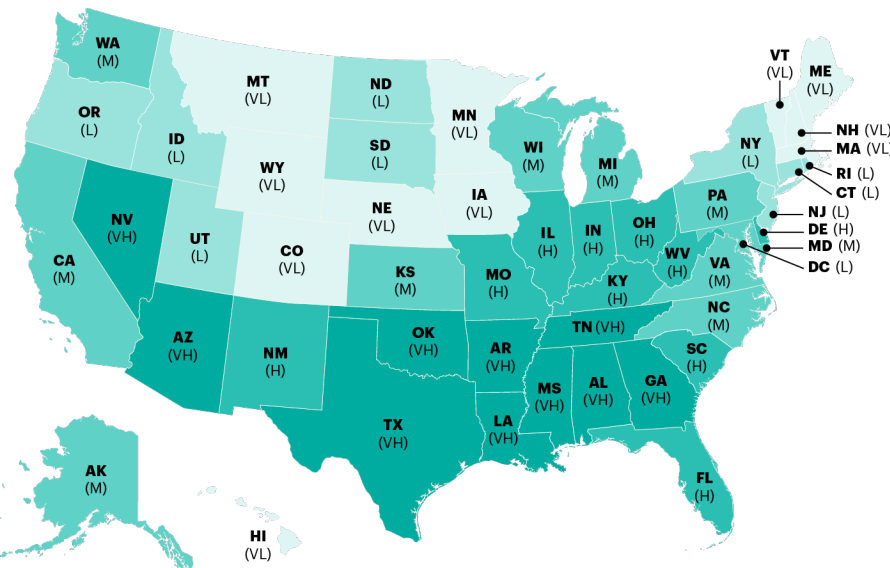 WA
(M)
MT
(VL)
ND
(L)
MN
(VL)
VT
(VL)
ME
(VL)
OR
(L)
ID
(L)
SD
(L)
WI
(M)
MI
(M)
NY
(L)
NH (VL)
MA (VL)
RI (L)
CT (L)
WY
(VL)
NE
(VL)
IA
(VL)
PA
(M)
NJ (L)
DE (H)
MD (M)
DC (L)
NV
(VH)
UT
(L)
CO
(VL)
IL
(H)
IN
(H)
OH
(H)
WV
(H)
VA
(M)
CA
(M)
KS
(M)
MO
(H)
KY
(H)
NC
(M)
AZ
(VH)
NM
(H)
OK
(VH)
AR
(VH)
TN (VH)
SC
(H)
MS
(VH)
AL
(VH)
GA
(VH)
TX
(VH)
LA
(VH)
FL
(H)
AK
(M)
HI
(VL)